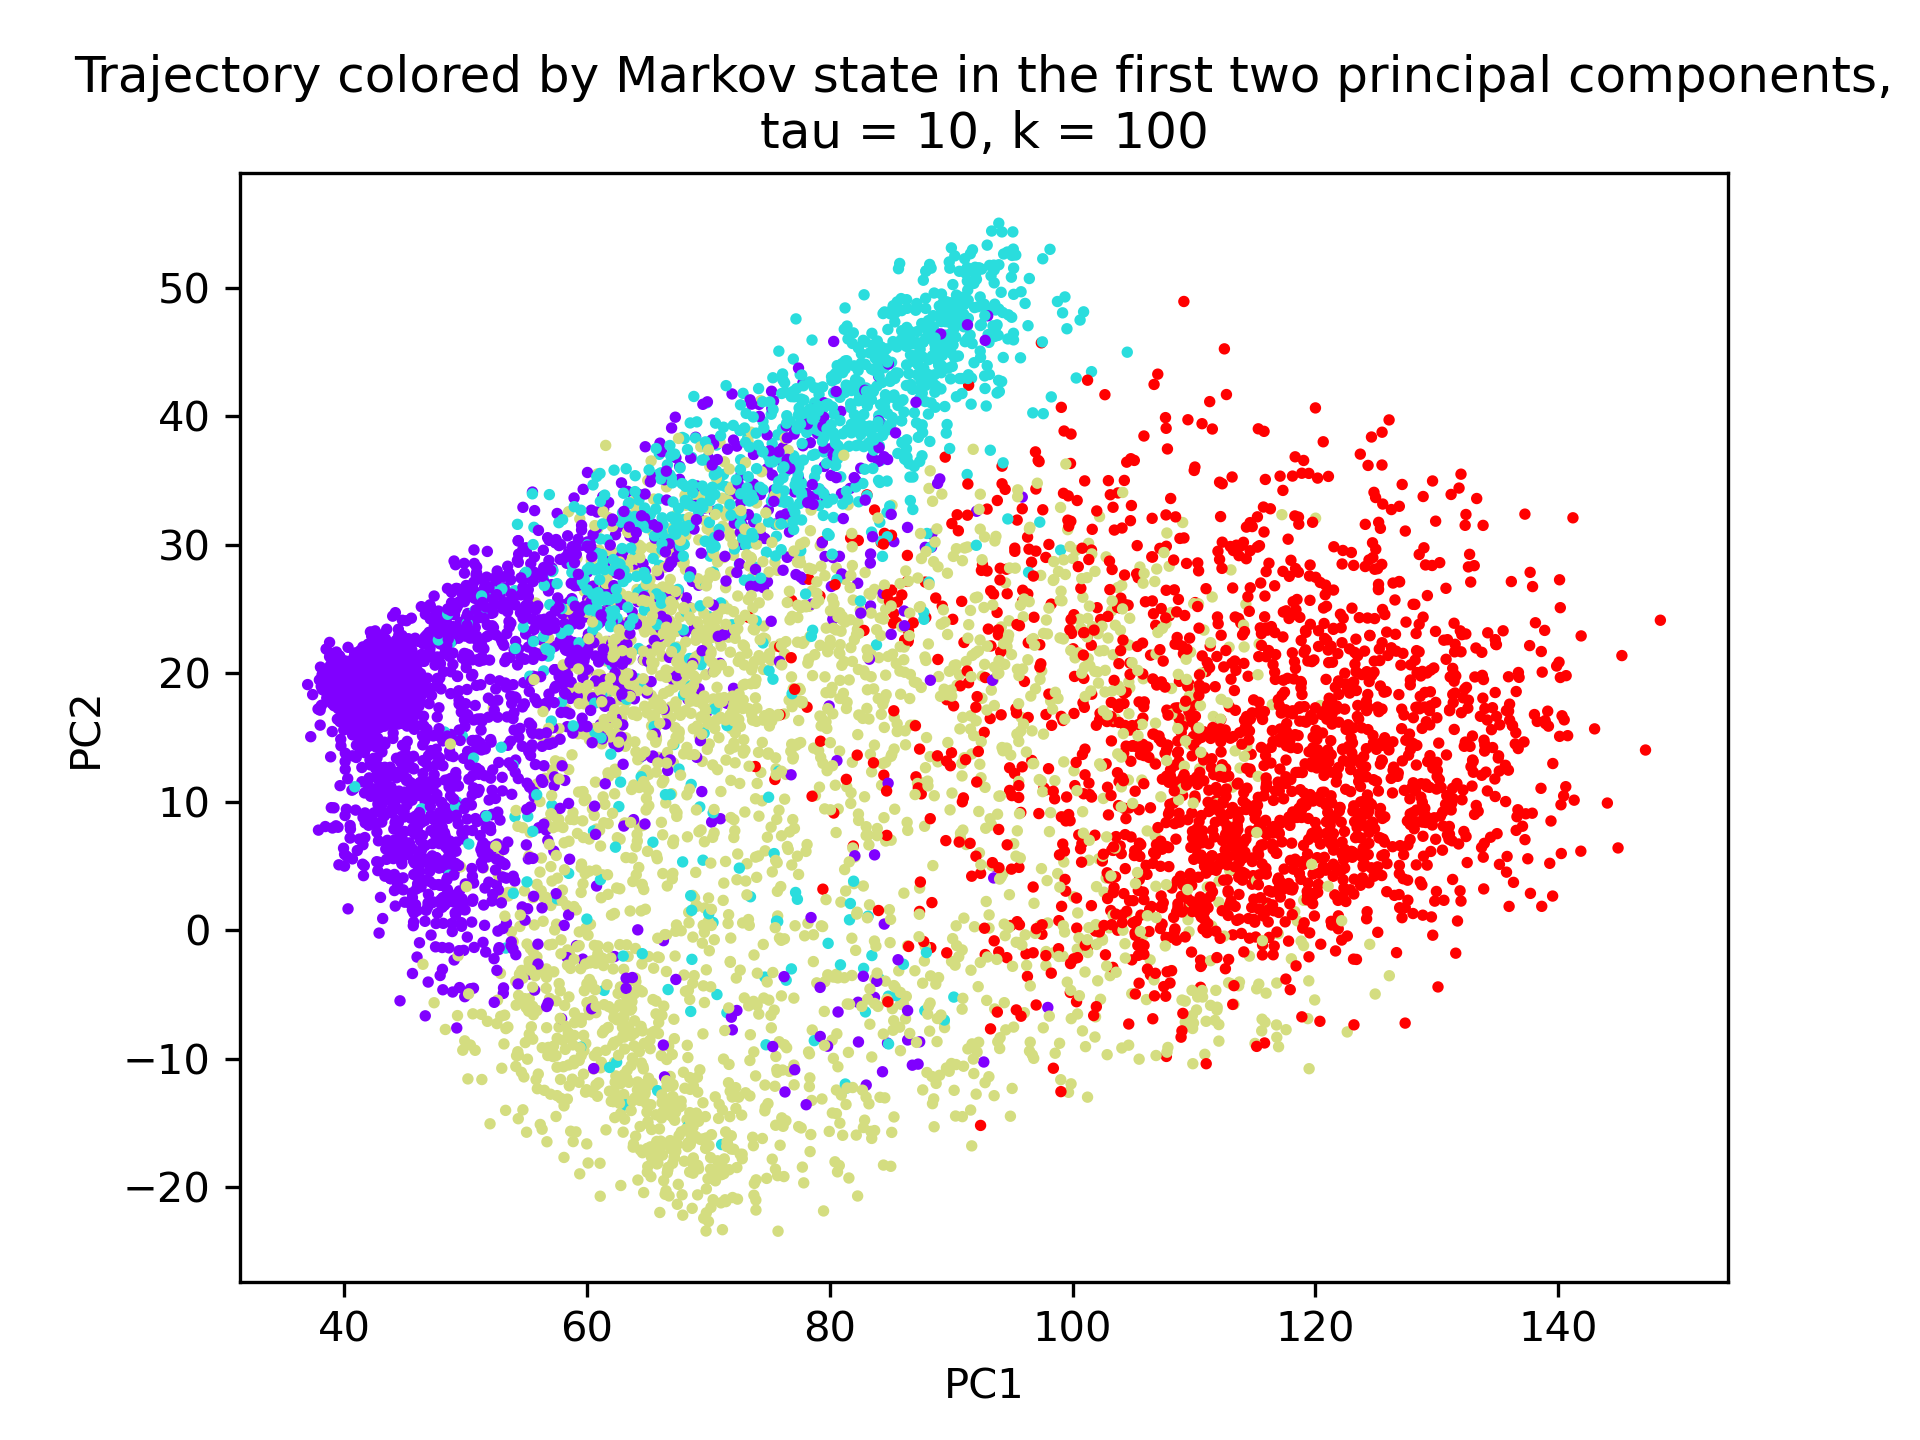 Trajectory colored by Markov state in the first two principal components,
tau = 10, k = 100
PC2
50
40
30
20
10
0
−10
−20
40 60 80 100 120 140
PC1